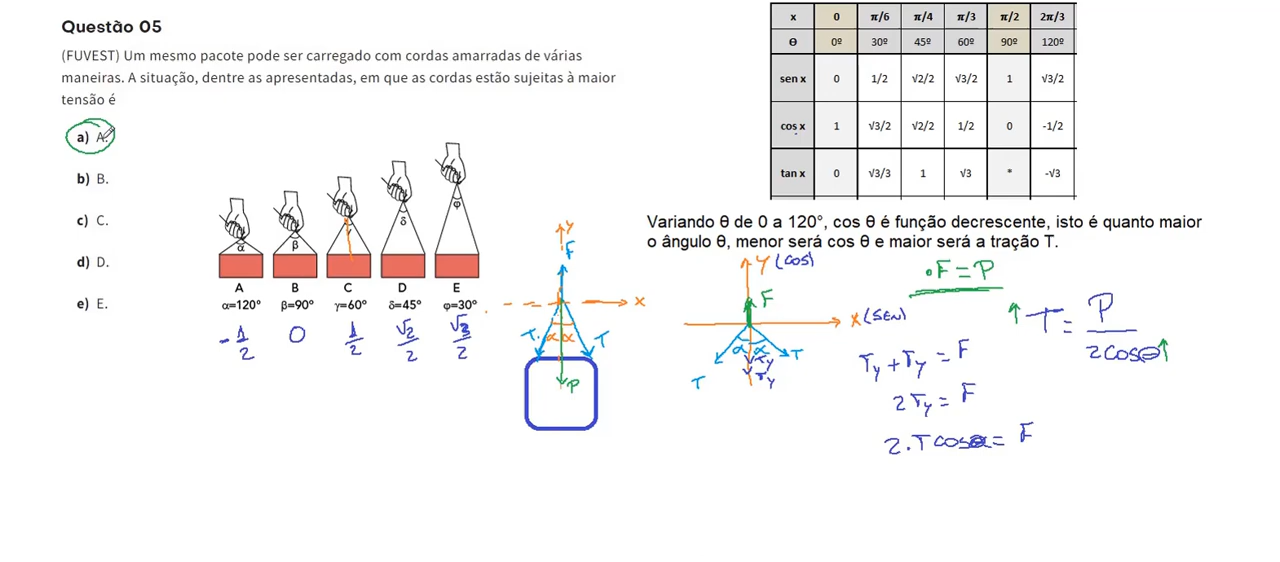 Questão 05
(FUVEST) Um mesmo pacote pode ser carregado com cordas amarradas de várias
maneiras. A situação, dentre as apresentadas, em que as cordas estão sujeitas à maior
tensão é
a) A.
b) B.
c) C.
d) D.
e) E.
α β γ δ φ
A B C D E
α=120° β=90° γ=60° δ=45° φ=30°
-1/2 0 1/2 √2/2 √3/2
x 0 π/6 π/4 π/3 π/2 2π/3
Θ 0º 30º 45º 60º 90º 120º
sen x 0 1/2 √2/2 √3/2 1 √3/2
cos x 1 √3/2 √2/2 1/2 0 -1/2
tan x 0 √3/3 1 √3 * -√3
Variando θ de 0 a 120°, cos θ é função decrescente, isto é quanto maior
o ângulo θ, menor será cos θ e maior será a tração T.
Y
F
X
T α α T
P
Y (COS)
F
X (SEN)
α α
T T
Ty
Ty
F = P
Ty + Ty = F
2Ty = F
2.T cosα = F
↑ T = P / 2cosθ ↑